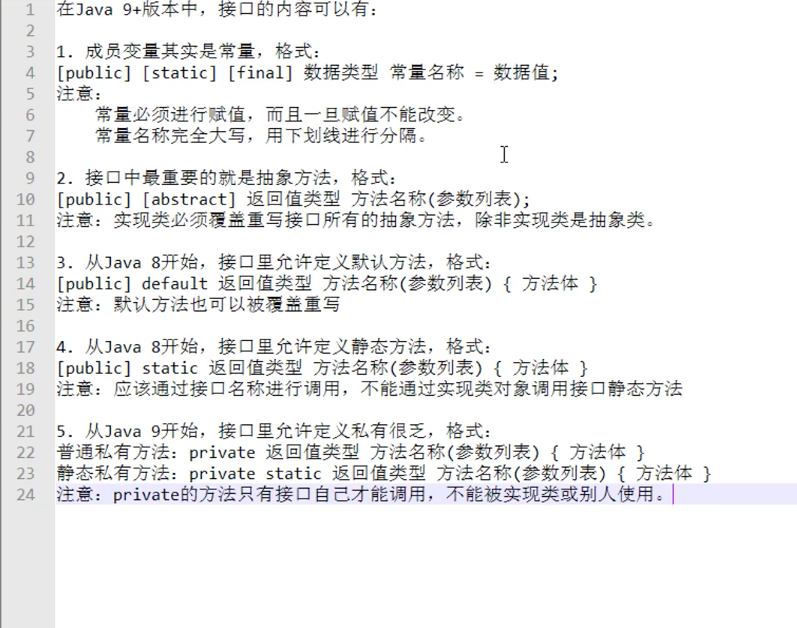 1 在Java 9+版本中，接口的内容可以有：
2
3 1. 成员变量其实是常量，格式：
4 [public] [static] [final] 数据类型 常量名称 = 数据值;
5 注意：
6     常量必须进行赋值，而且一旦赋值不能改变。
7     常量名称完全大写，用下划线进行分隔。
8
9 2. 接口中最重要的就是抽象方法，格式：
10 [public] [abstract] 返回值类型 方法名称(参数列表);
11 注意：实现类必须覆盖重写接口所有的抽象方法，除非实现类是抽象类。
12
13 3. 从Java 8开始，接口里允许定义默认方法，格式：
14 [public] default 返回值类型 方法名称(参数列表) { 方法体 }
15 注意：默认方法也可以被覆盖重写
16
17 4. 从Java 8开始，接口里允许定义静态方法，格式：
18 [public] static 返回值类型 方法名称(参数列表) { 方法体 }
19 注意：应该通过接口名称进行调用，不能通过实现类对象调用接口静态方法
20
21 5. 从Java 9开始，接口里允许定义私有很乏，格式：
22 普通私有方法：private 返回值类型 方法名称(参数列表) { 方法体 }
23 静态私有方法：private static 返回值类型 方法名称(参数列表) { 方法体 }
24 注意：private的方法只有接口自己才能调用，不能被实现类或别人使用。